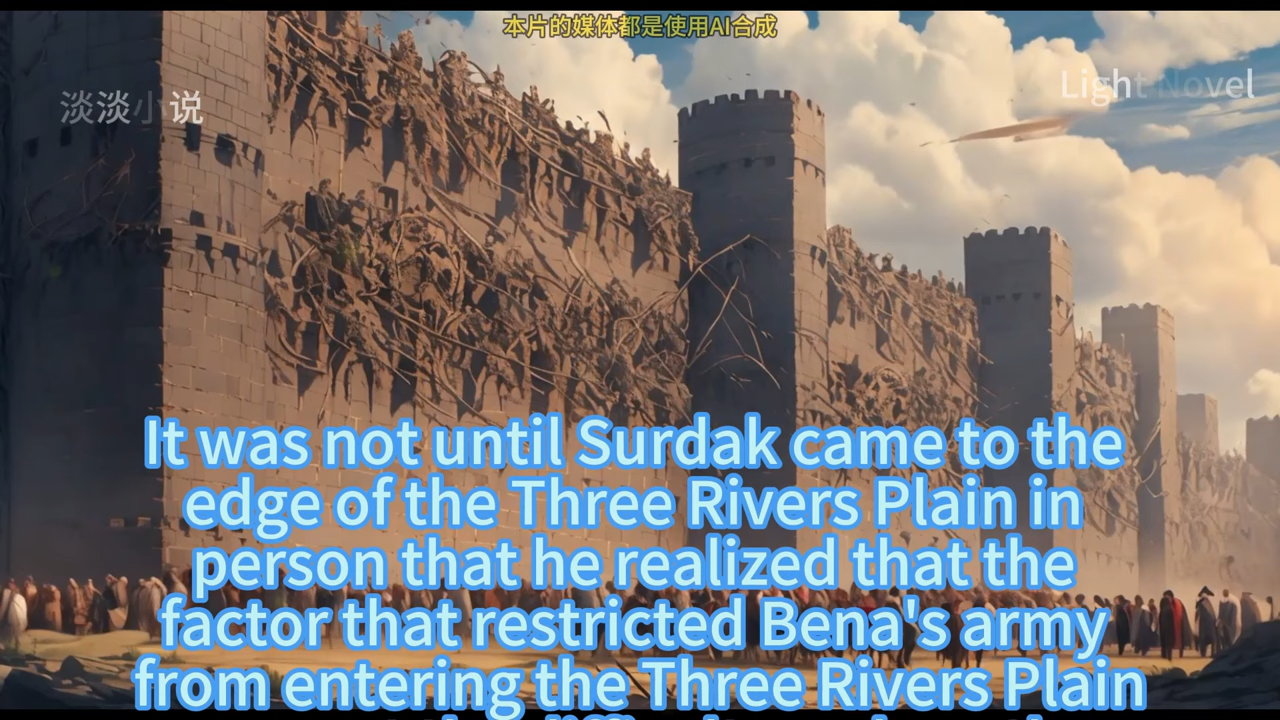 本片的媒体都是使用AI合成
淡淡小说
Light Novel
It was not until Surdak came to the
edge of the Three Rivers Plain in
person that he realized that the
factor that restricted Bena's army
from entering the Three Rivers Plain